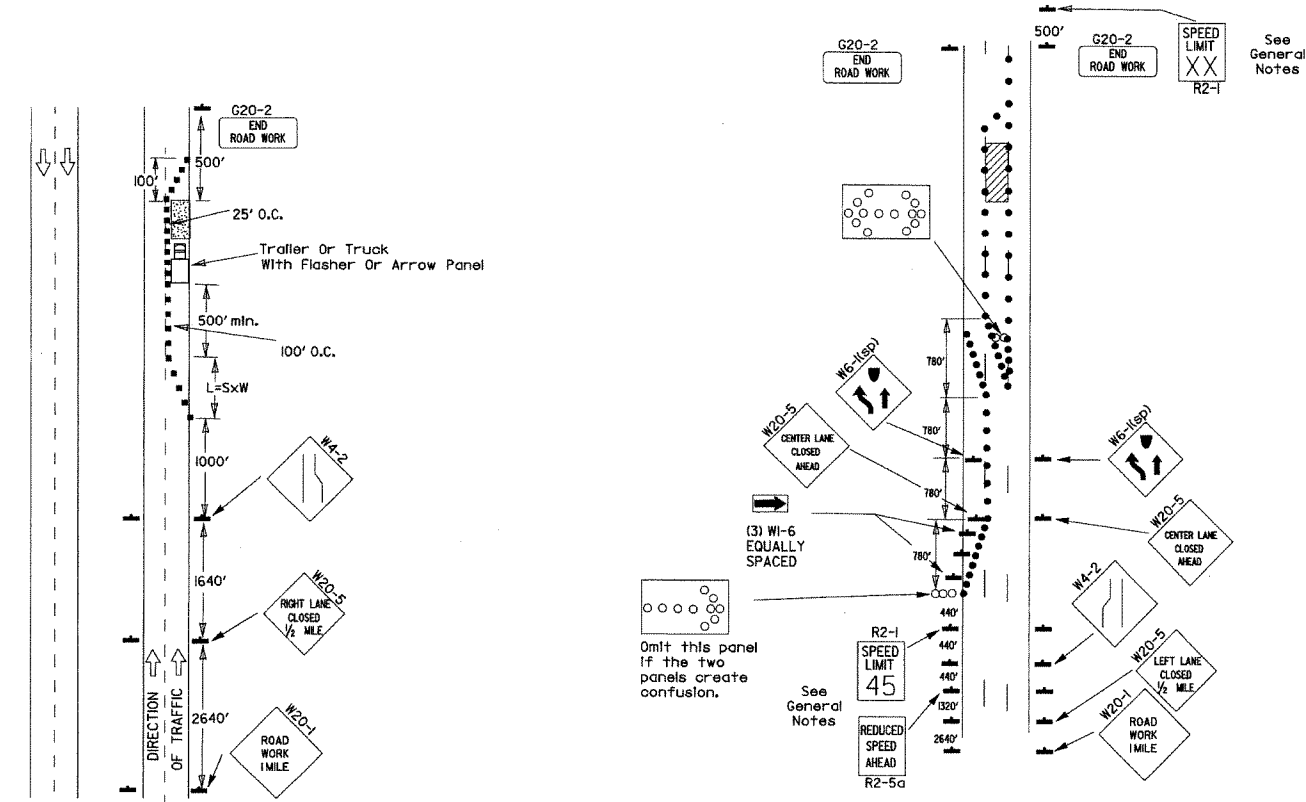 G20-2
END
ROAD WORK
500'
100'
25' O.C.
Trailer Or Truck
With Flasher Or Arrow Panel
500' min.
100' O.C.
L=SxW
1000'
W4-2
1640'
W20-5
RIGHT LANE
CLOSED
1/2 MILE
2640'
DIRECTION
OF TRAFFIC
W20-1
ROAD
WORK
1 MILE
500'
SPEED
LIMIT
XX
R2-1
See
General
Notes
G20-2
END
ROAD WORK
G20-2
END
ROAD WORK
780'
W6-1(sp)
780'
W20-5
CENTER LANE
CLOSED
AHEAD
780'
W6-1(sp)
(3) W1-6
EQUALLY
SPACED
780'
W20-5
CENTER LANE
CLOSED
AHEAD
W4-2
Omit this panel
if the two
panels create
confusion.
440'
R2-1
SPEED
LIMIT
45
440'
440'
See
General
Notes
1320'
REDUCED
SPEED
AHEAD
R2-5a
2640'
W20-5
LEFT LANE
CLOSED
1/2 MILE
W20-1
ROAD
WORK
1 MILE